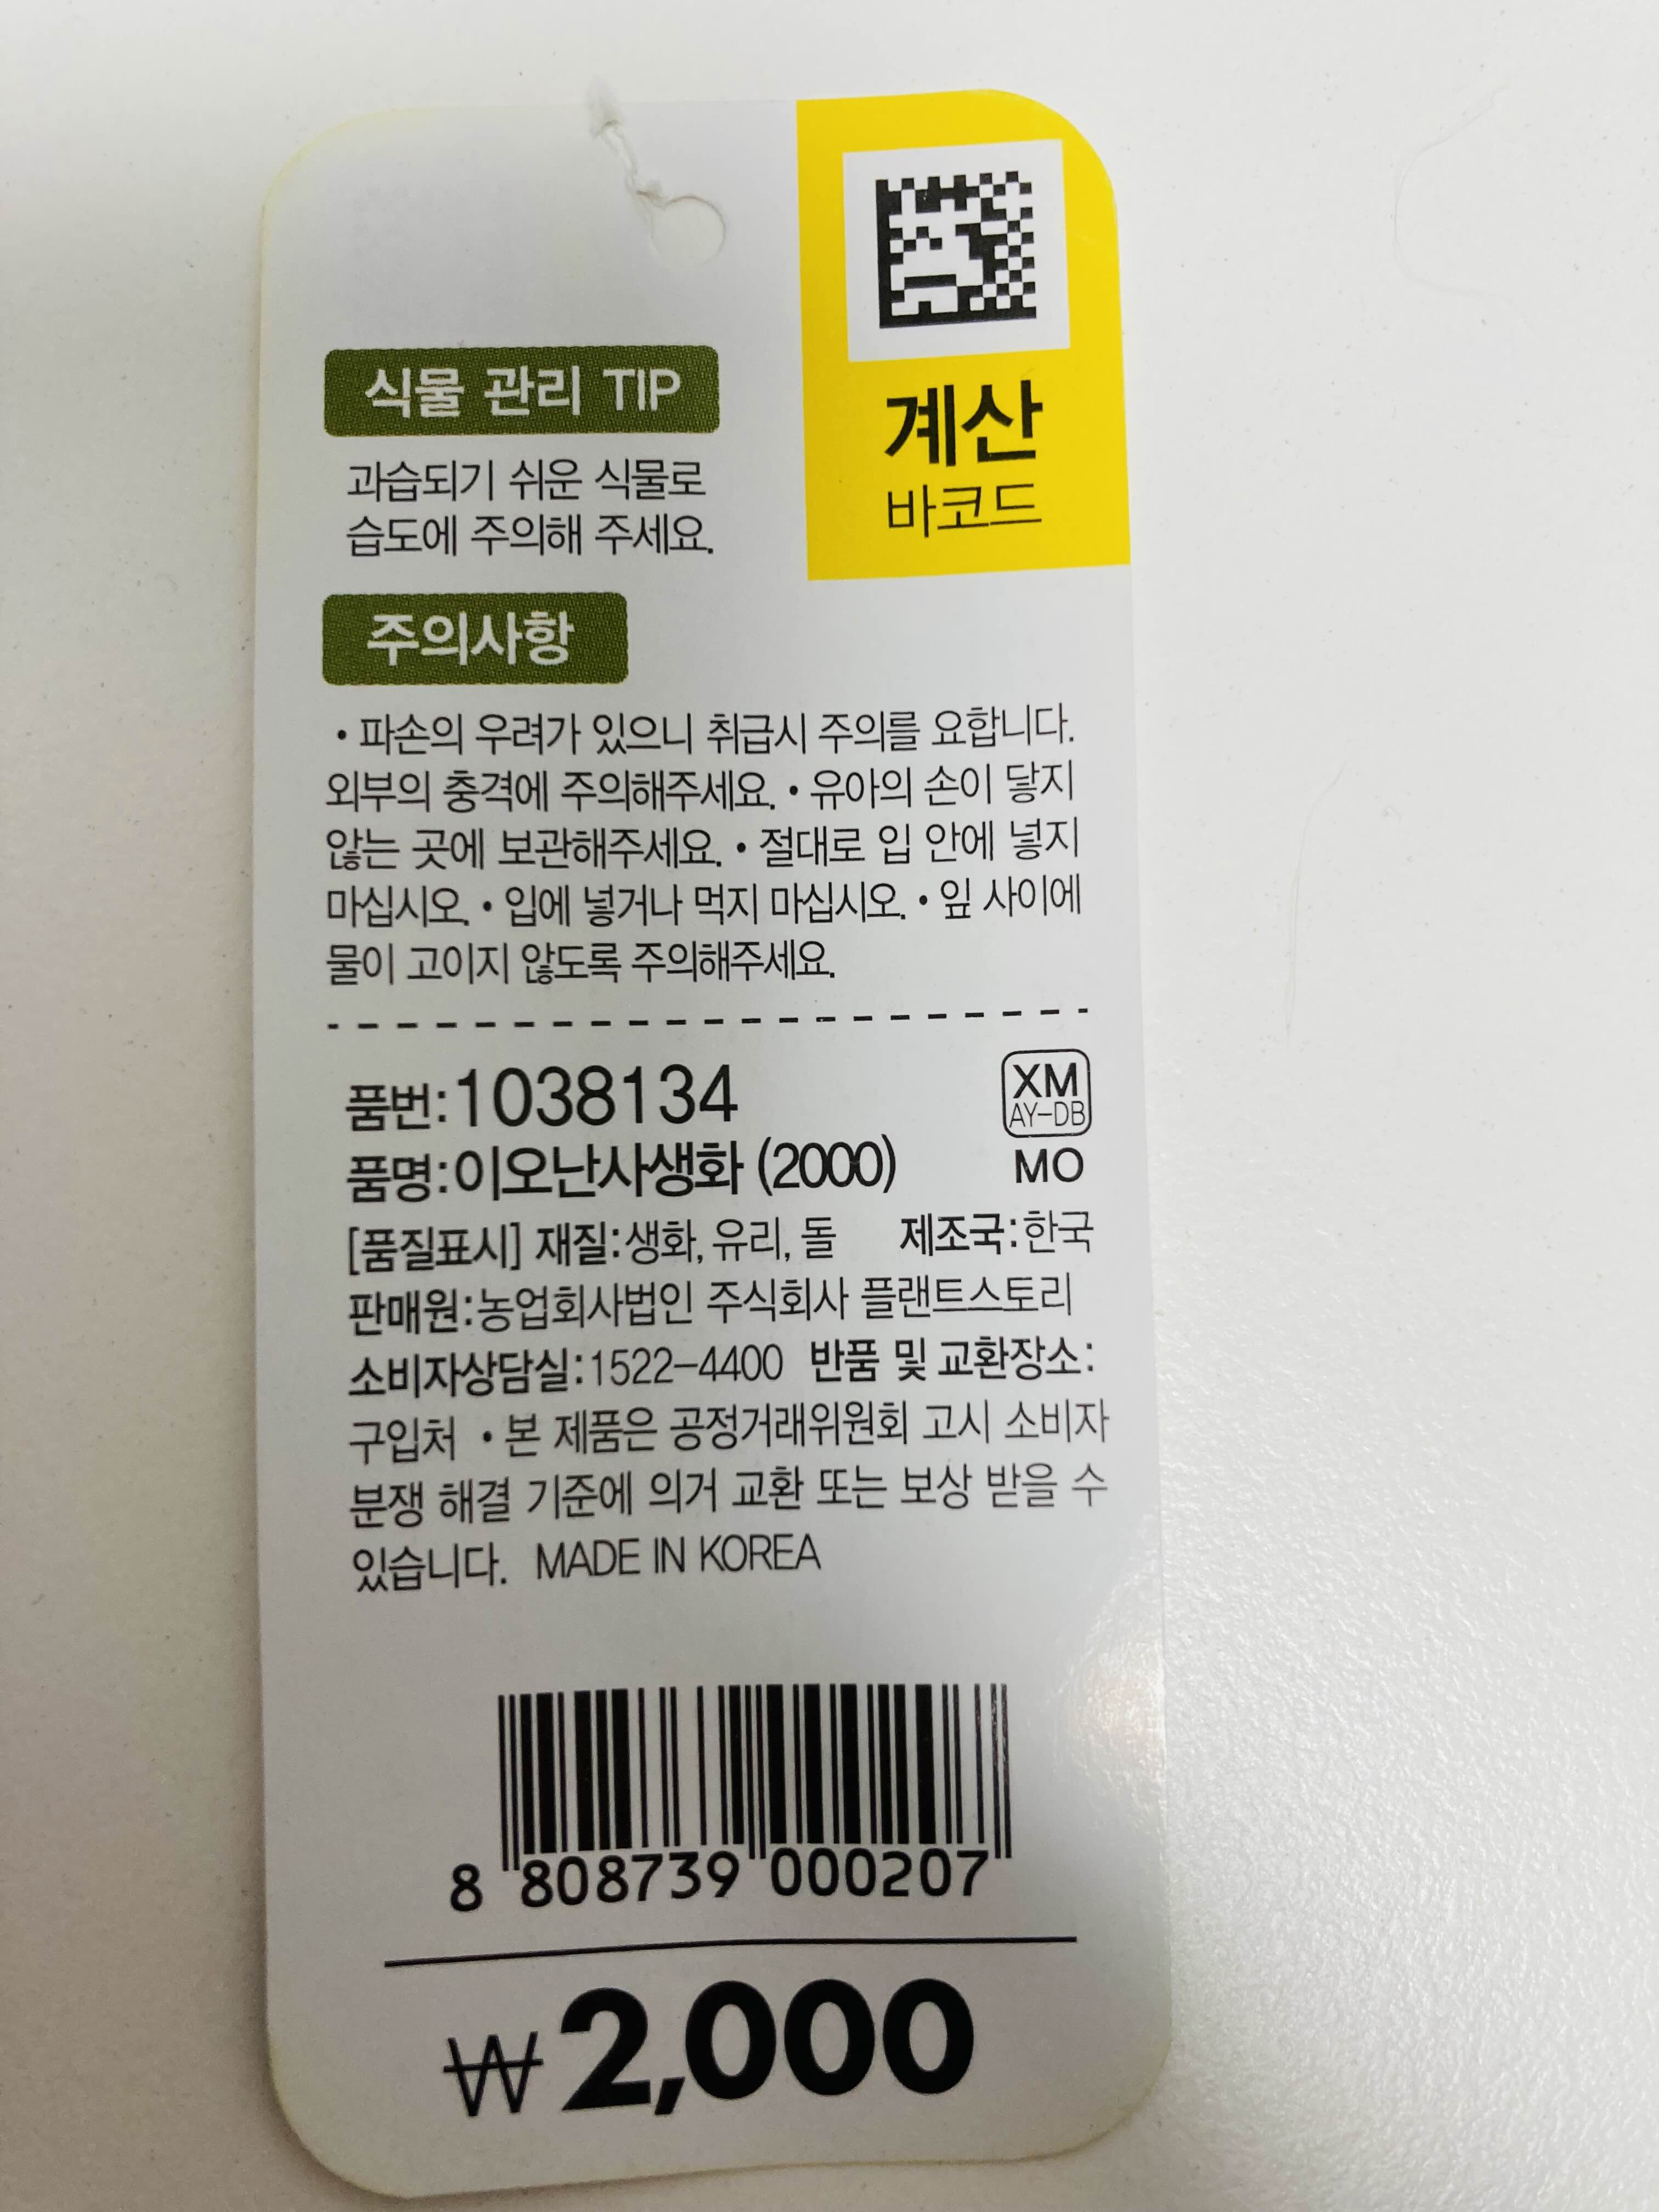 계산
바코드
식물 관리 TIP
과습되기 쉬운 식물로
습도에 주의해 주세요.
주의사항
• 파손의 우려가 있으니 취급시 주의를 요합니다.
외부의 충격에 주의해주세요. • 유아의 손이 닿지
않는 곳에 보관해주세요. • 절대로 입 안에 넣지
마십시오. • 입에 넣거나 먹지 마십시오. • 잎 사이에
물이 고이지 않도록 주의해주세요.
품번:1038134
XM
AY-DB
품명:이오난사생화 (2000)
MO
[품질표시] 재질:생화, 유리, 돌 제조국:한국
판매원:농업회사법인 주식회사 플랜트스토리
소비자상담실:1522-4400 반품 및 교환장소:
구입처 • 본 제품은 공정거래위원회 고시 소비자
분쟁 해결 기준에 의거 교환 또는 보상 받을 수
있습니다. MADE IN KOREA
8 808739 000207
₩2,000